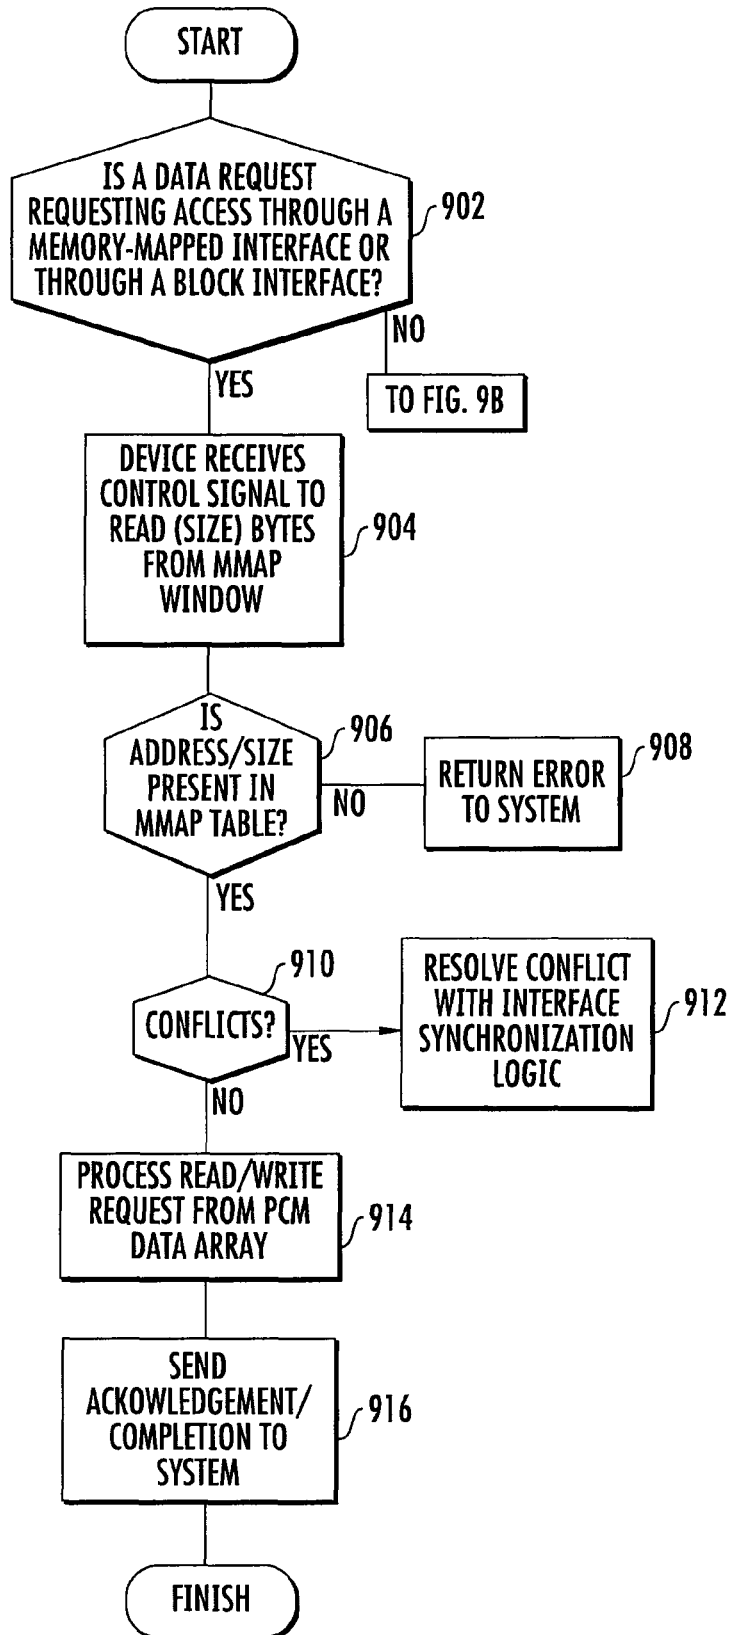 START
IS A DATA REQUEST
REQUESTING ACCESS THROUGH A
MEMORY-MAPPED INTERFACE OR
THROUGH A BLOCK INTERFACE?
902
NO
TO FIG. 9B
YES
DEVICE RECEIVES
CONTROL SIGNAL TO
READ (SIZE) BYTES
FROM MMAP
WINDOW
904
IS
ADDRESS/SIZE
PRESENT IN
MMAP TABLE?
906
NO
RETURN ERROR
TO SYSTEM
908
YES
CONFLICTS?
910
YES
RESOLVE CONFLICT
WITH INTERFACE
SYNCHRONIZATION
LOGIC
912
NO
PROCESS READ/WRITE
REQUEST FROM PCM
DATA ARRAY
914
SEND
ACKOWLEDGEMENT/
COMPLETION TO
SYSTEM
916
FINISH